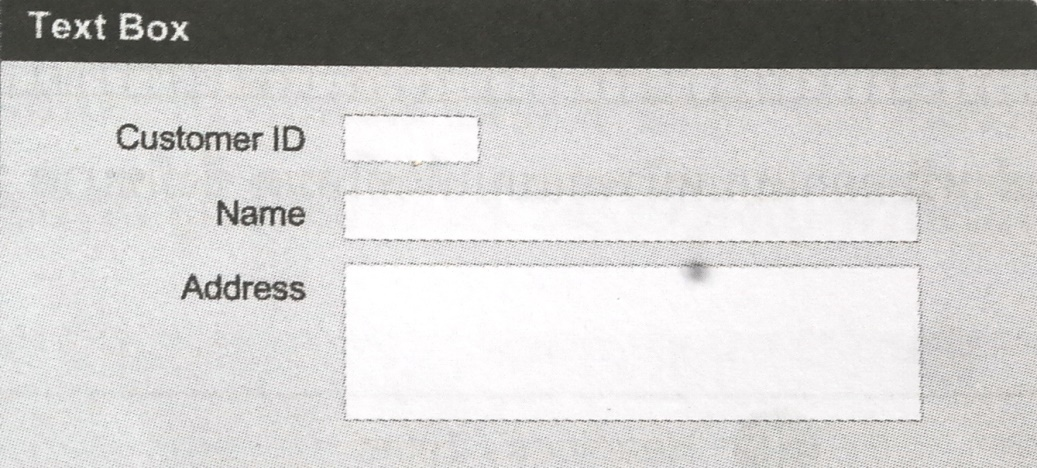 Text Box
Customer ID
Name
Address